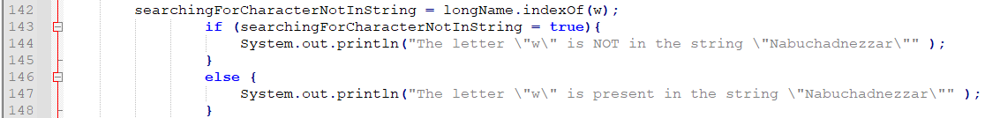 142 searchingForCharacterNotInString = longName.indexOf(w);
143 if (searchingForCharacterNotInString = true){
144 System.out.println("The letter \"w\" is NOT in the string \"Nabuchadnezzar\"" );
145 }
146 else {
147 System.out.println("The letter \"w\" is present in the string \"Nabuchadnezzar\"" );
148 }